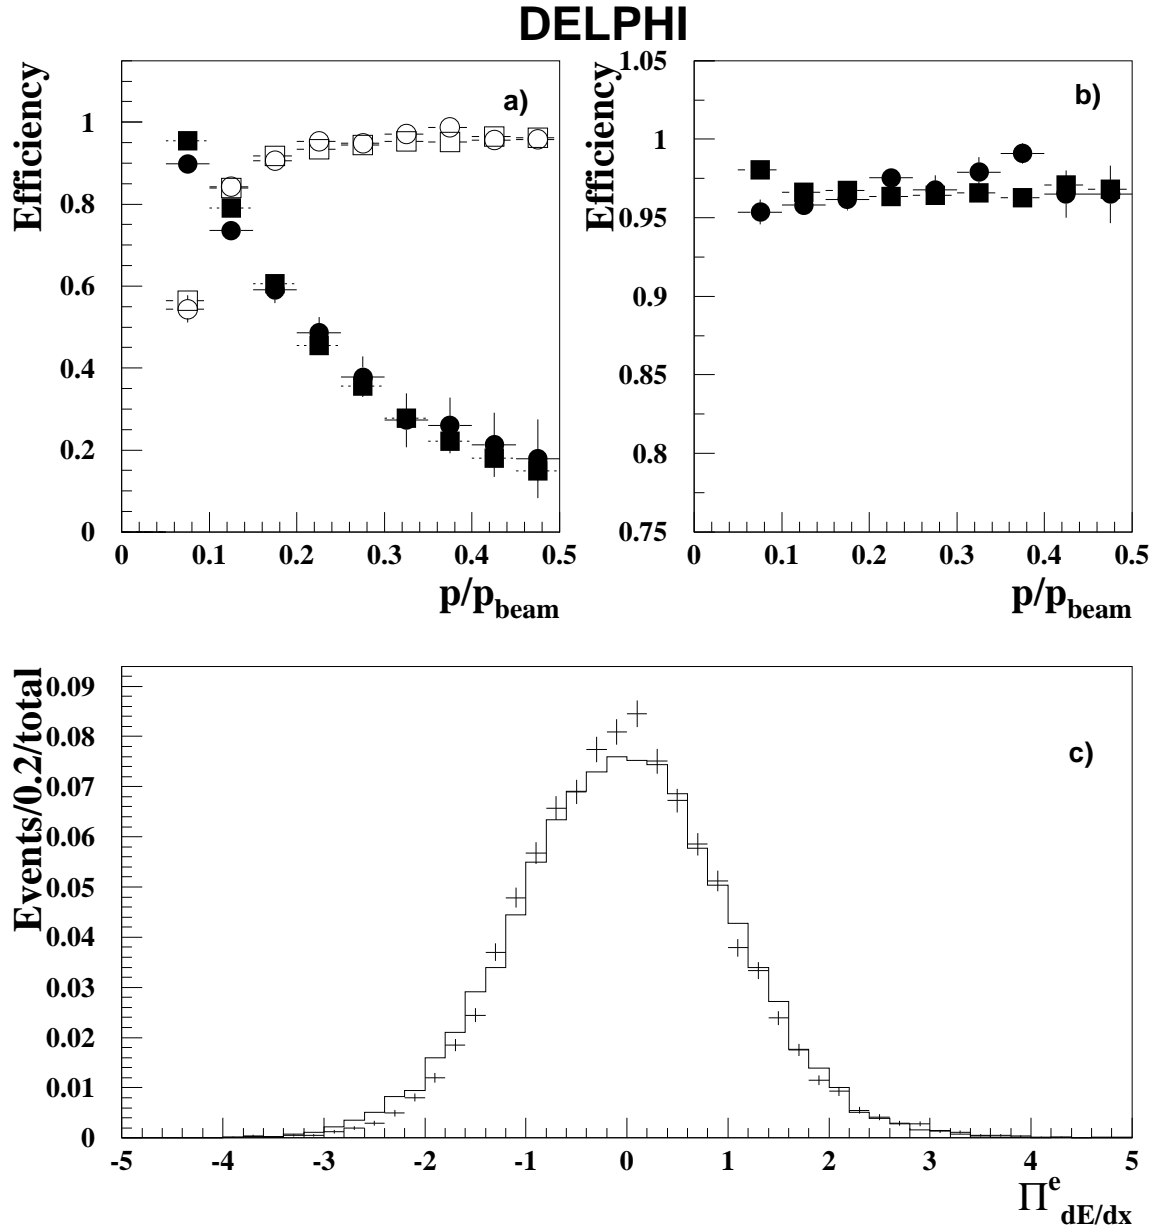 DELPHI
Efficiency
a)
1
0.8
0.6
0.4
0.2
0
0 0.1 0.2 0.3 0.4 0.5
p/p_beam
Efficiency
b)
1.05
1
0.95
0.9
0.85
0.8
0.75
0 0.1 0.2 0.3 0.4 0.5
p/p_beam
Events/0.2/total
c)
0.09
0.08
0.07
0.06
0.05
0.04
0.03
0.02
0.01
0
-5 -4 -3 -2 -1 0 1 2 3 4 5
Π^e_dE/dx